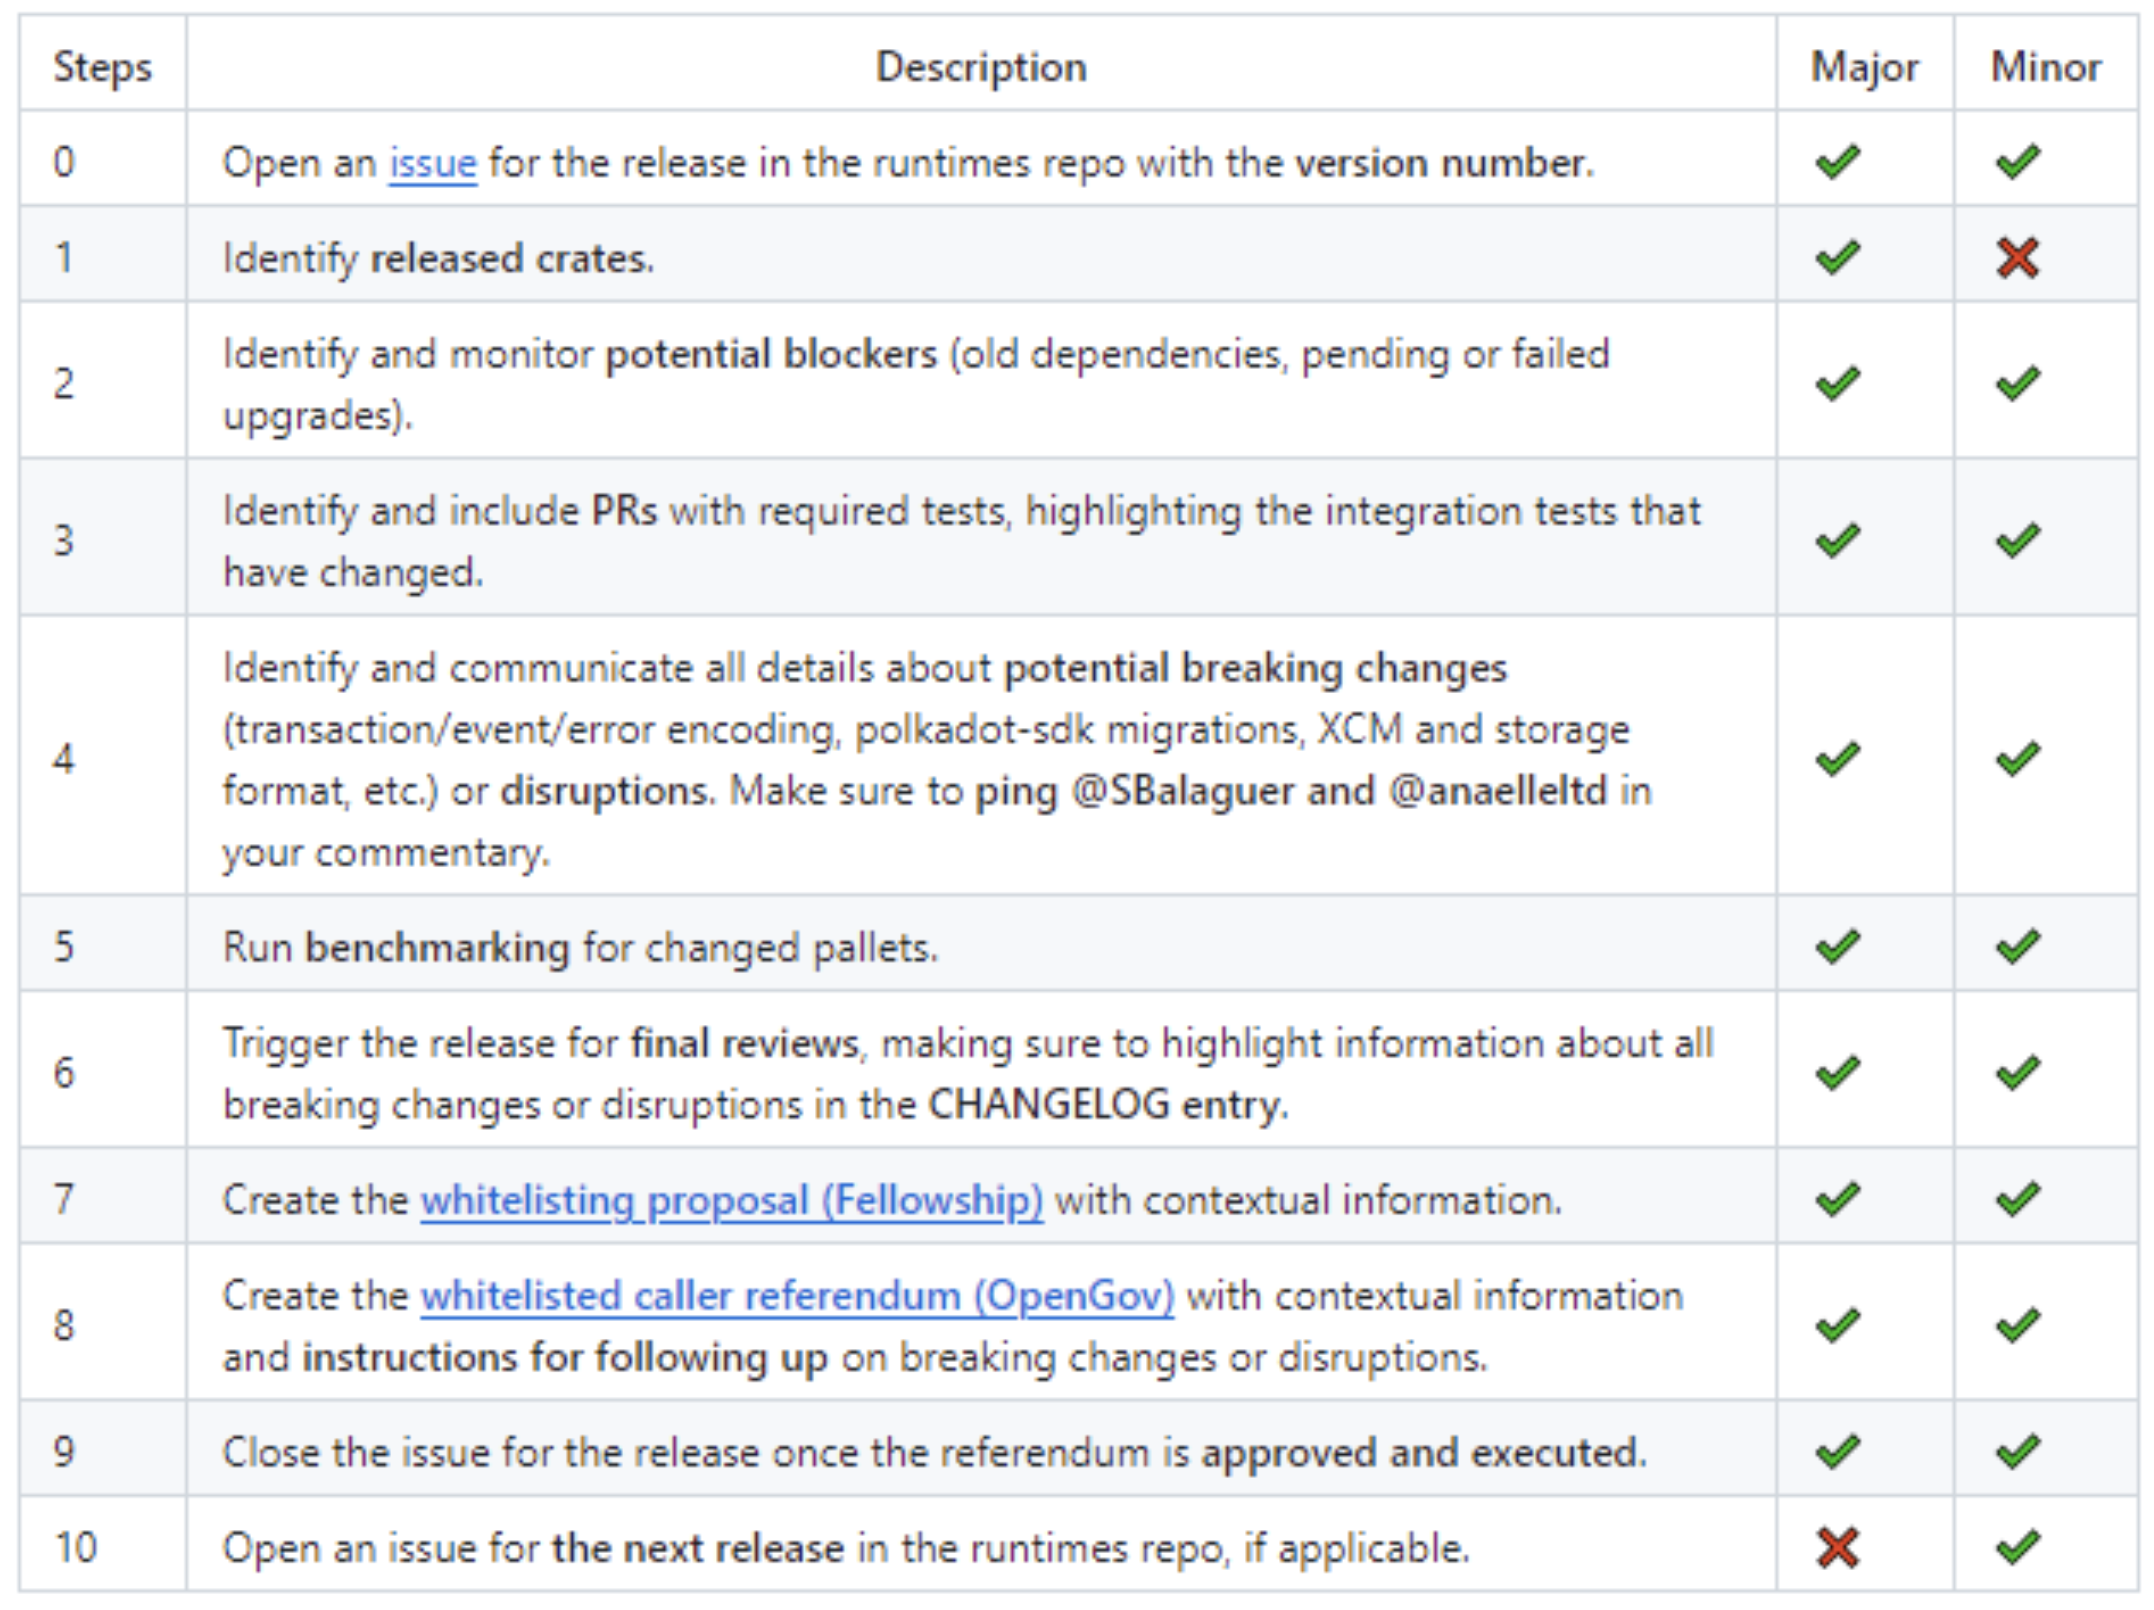 Steps Description Major Minor
0 Open an issue for the release in the runtimes repo with the version number. ✔ ✔
1 Identify released crates. ✔ ❌
2 Identify and monitor potential blockers (old dependencies, pending or failed
upgrades). ✔ ✔
3 Identify and include PRs with required tests, highlighting the integration tests that
have changed. ✔ ✔
4 Identify and communicate all details about potential breaking changes
(transaction/event/error encoding, polkadot-sdk migrations, XCM and storage
format, etc.) or disruptions. Make sure to ping @SBalaguer and @anaelleltd in
your commentary. ✔ ✔
5 Run benchmarking for changed pallets. ✔ ✔
6 Trigger the release for final reviews, making sure to highlight information about all
breaking changes or disruptions in the CHANGELOG entry. ✔ ✔
7 Create the whitelisting proposal (Fellowship) with contextual information. ✔ ✔
8 Create the whitelisted caller referendum (OpenGov) with contextual information
and instructions for following up on breaking changes or disruptions. ✔ ✔
9 Close the issue for the release once the referendum is approved and executed. ✔ ✔
10 Open an issue for the next release in the runtimes repo, if applicable. ❌ ✔